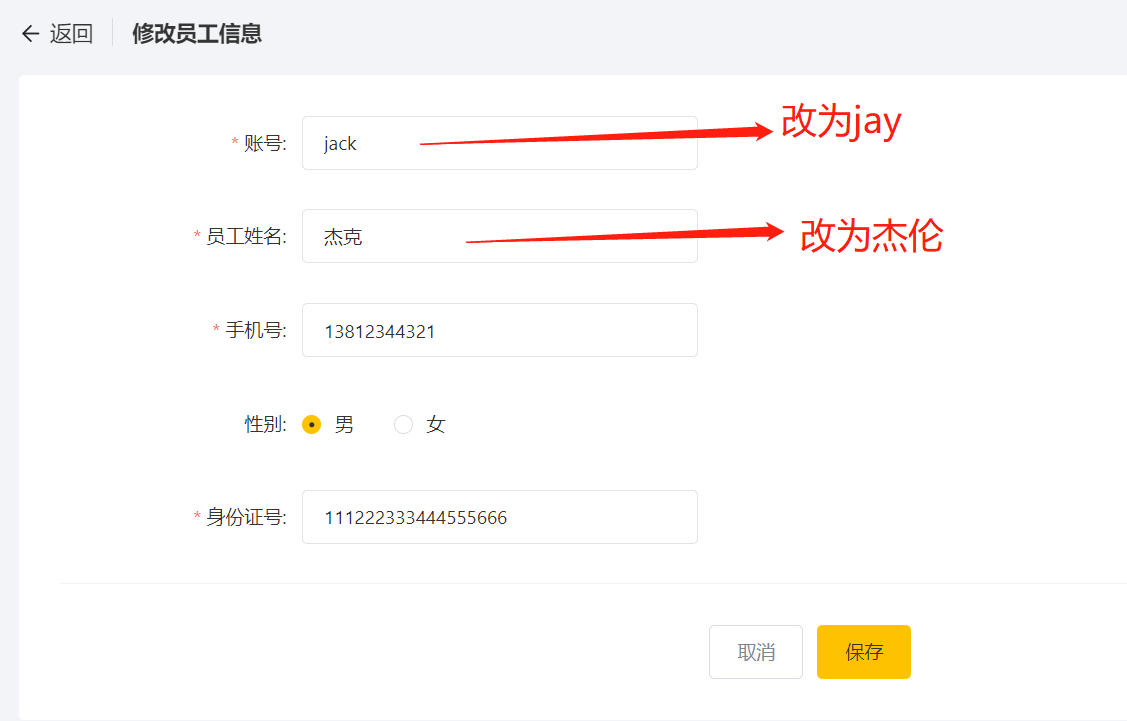 返回 修改员工信息
* 账号: jack 改为jay
* 员工姓名: 杰克 改为杰伦
* 手机号: 13812344321
性别: 男 女
* 身份证号: 111222333444555666
取消 保存